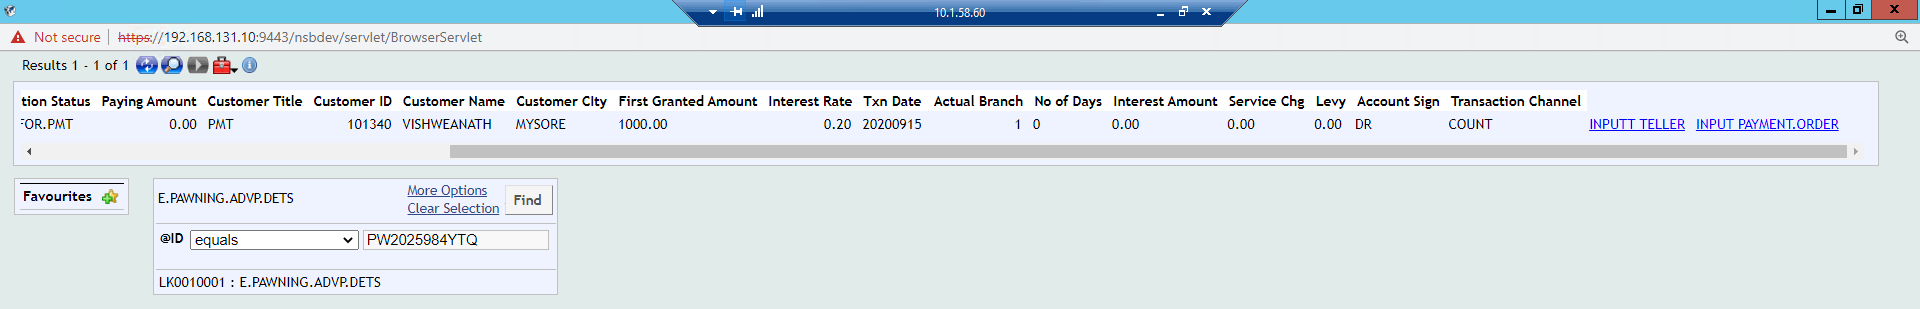 10.1.58.60
Not secure https://192.168.131.10:9443/nsbdev/servlet/BrowserServlet
Results 1 - 1 of 1
tion Status Paying Amount Customer Title Customer ID Customer Name Customer CIty First Granted Amount Interest Rate Txn Date Actual Branch No of Days Interest Amount Service Chg Levy Account Sign Transaction Channel
FOR.PMT 0.00 PMT 101340 VISHWEANATH MYSORE 1000.00 0.20 20200915 1 0 0.00 0.00 0.00 DR COUNT INPUTT TELLER INPUT PAYMENT.ORDER
Favourites
E.PAWNING.ADVP.DETS
More Options
Clear Selection
Find
@ID equals PW2025984YTQ
LK0010001 : E.PAWNING.ADVP.DETS